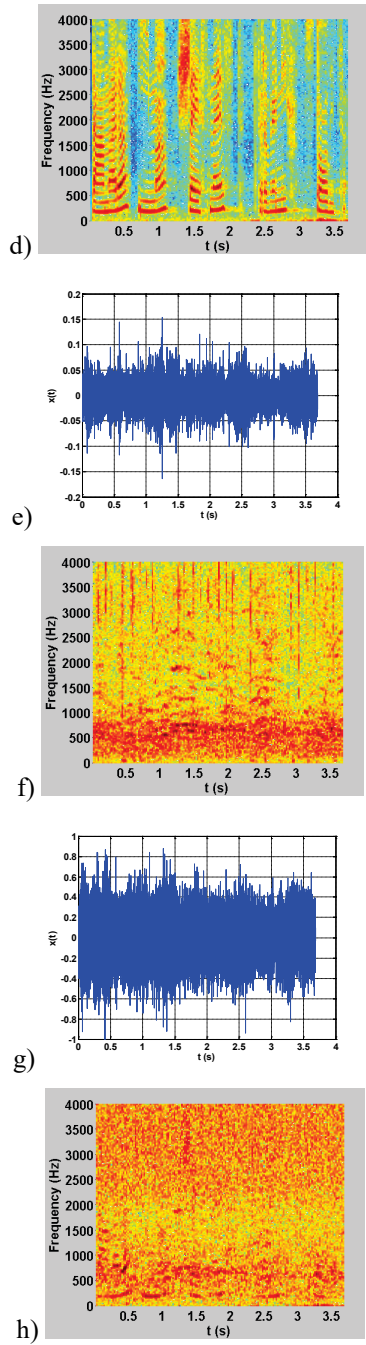 4000
3500
3000
2500
2000
1500
1000
500
0
Frequency (Hz)
0.5 1 1.5 2 2.5 3 3.5
t (s)
d)
0.2
0.15
0.1
0.05
0
-0.05
-0.1
-0.15
-0.2
x(t)
0 0.5 1 1.5 2 2.5 3 3.5 4
t (s)
e)
4000
3500
3000
2500
2000
1500
1000
500
0
Frequency (Hz)
0.5 1 1.5 2 2.5 3 3.5
t (s)
f)
1
0.8
0.6
0.4
0.2
0
-0.2
-0.4
-0.6
-0.8
-1
x(t)
0 0.5 1 1.5 2 2.5 3 3.5 4
t (s)
g)
4000
3500
3000
2500
2000
1500
1000
500
0
Frequency (Hz)
0.5 1 1.5 2 2.5 3 3.5
t (s)
h)